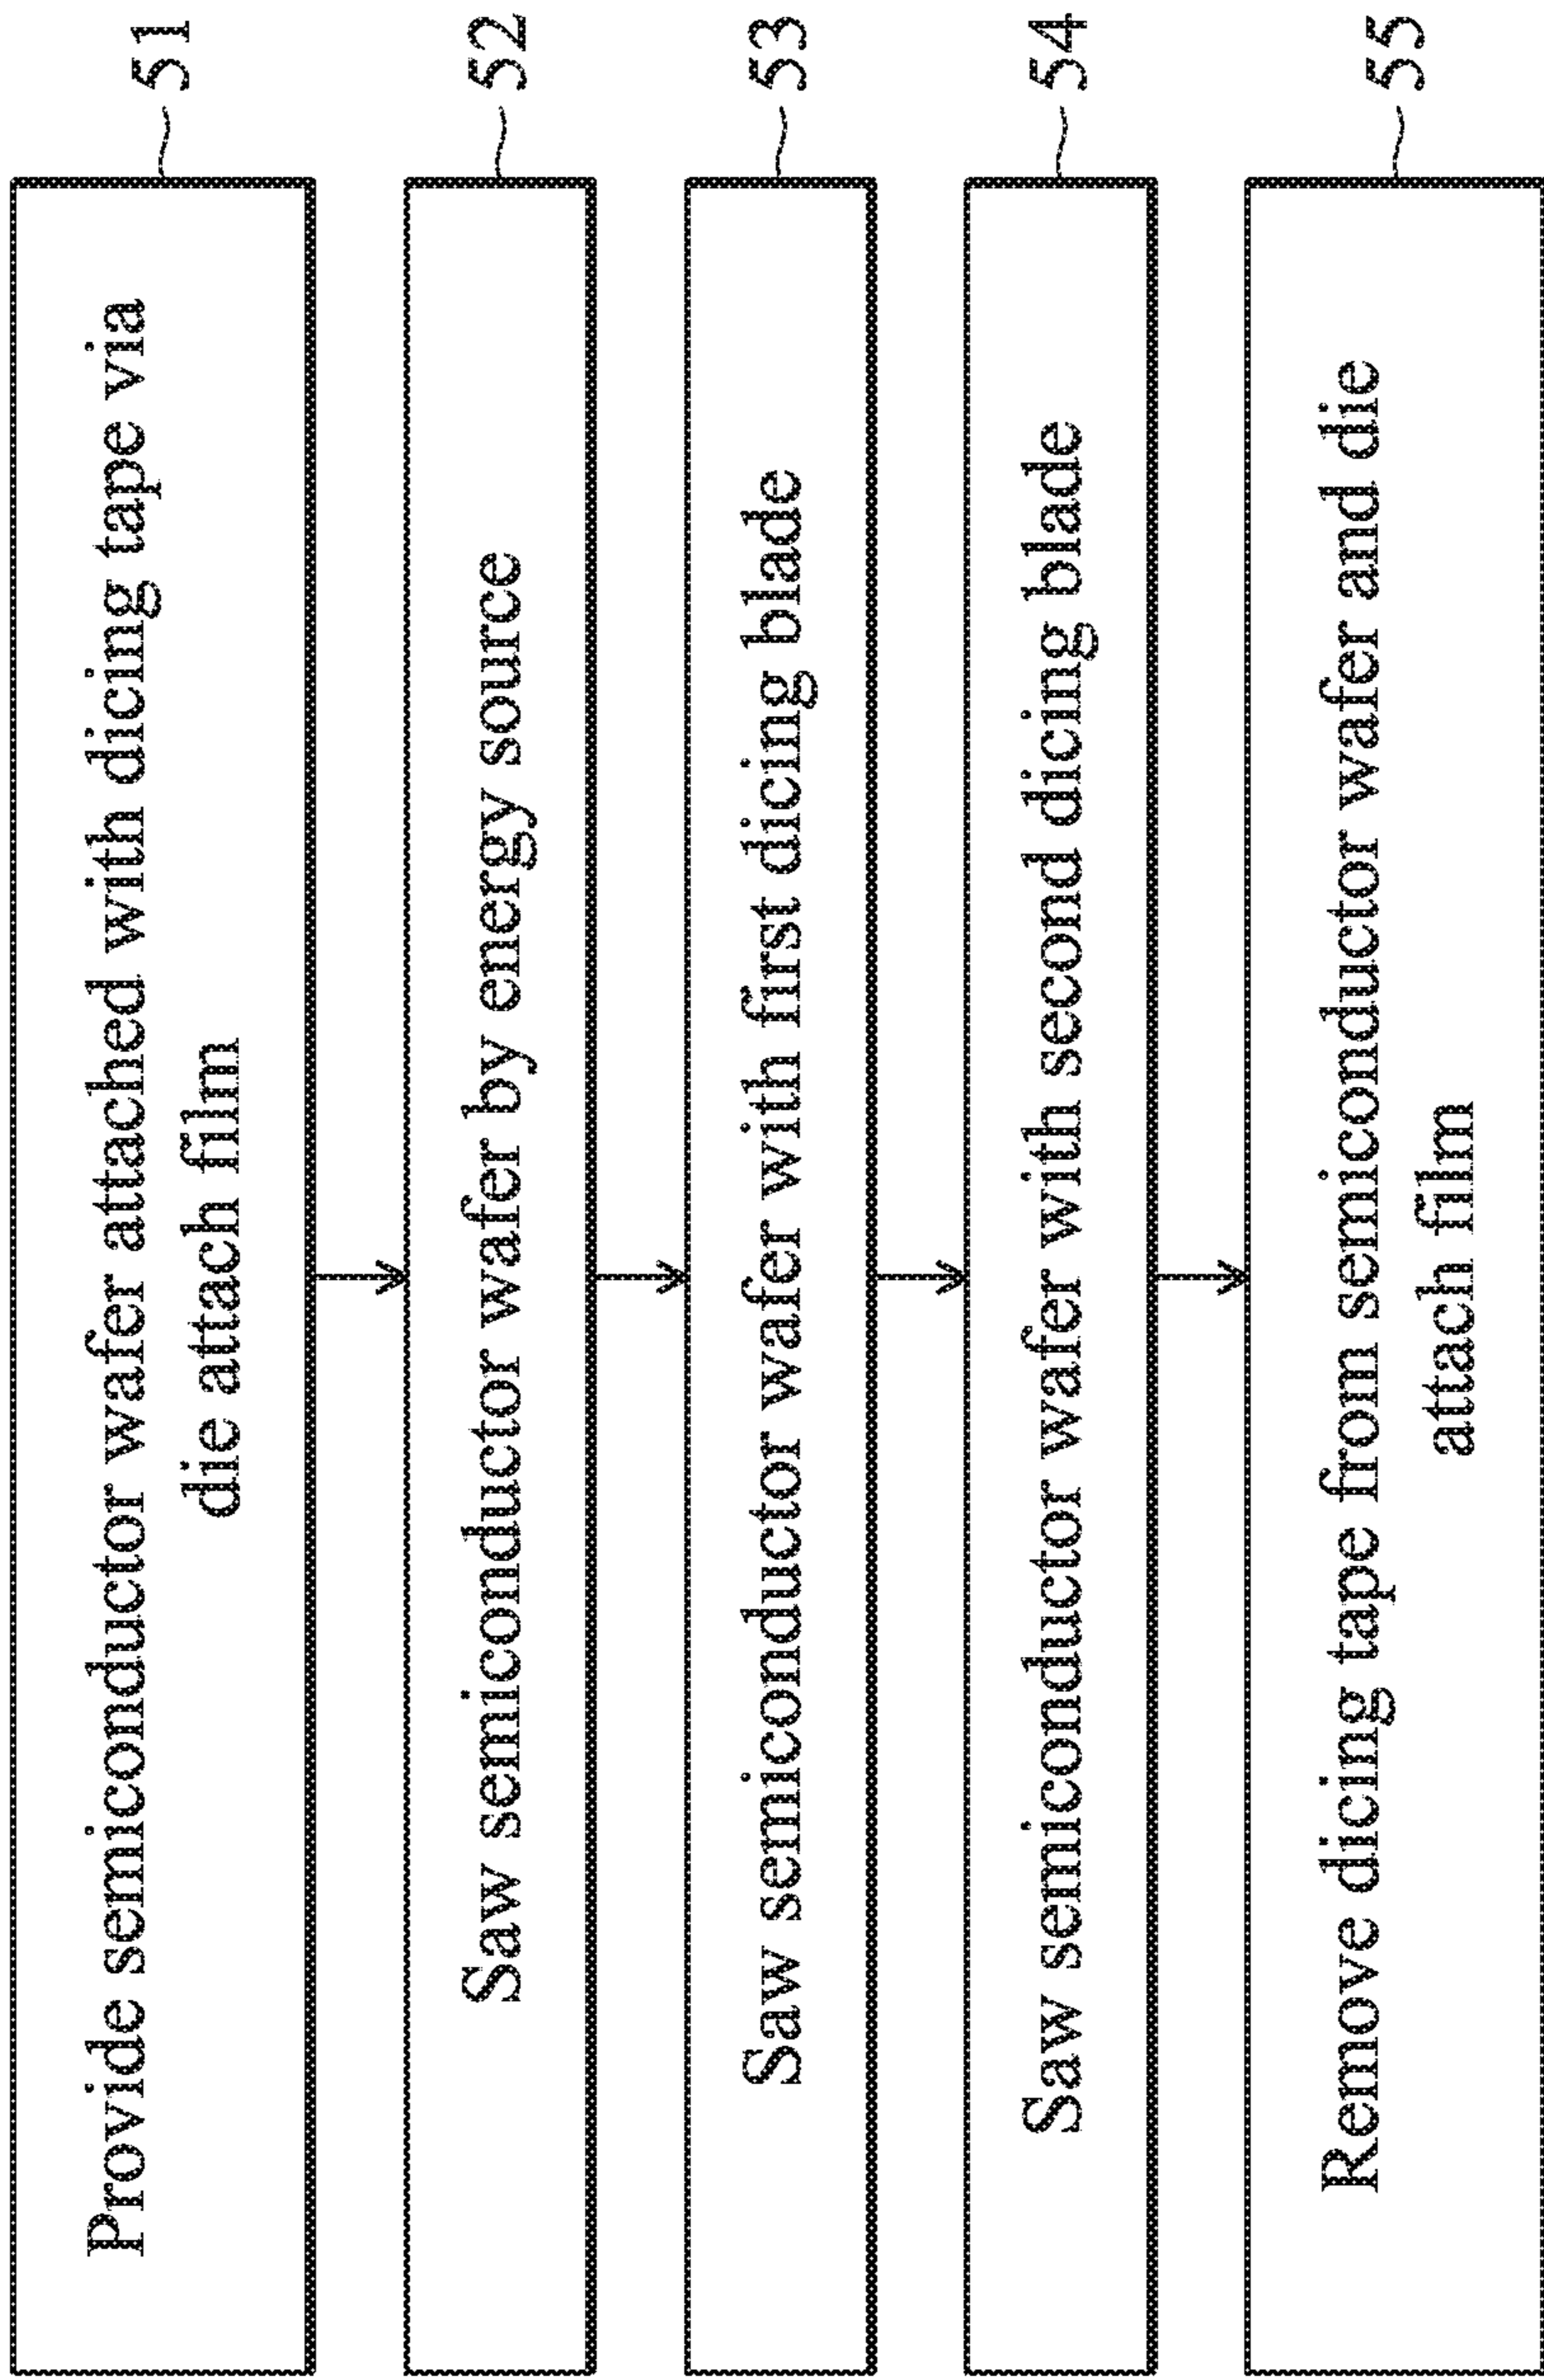 Provide semiconductor wafer attached with dicing tape via
die attach film
51
Saw semiconductor wafer by energy source
52
Saw semiconductor wafer with first dicing blade
53
Saw semiconductor wafer with second dicing blade
54
Remove dicing tape from semiconductor wafer and die
attach film
55